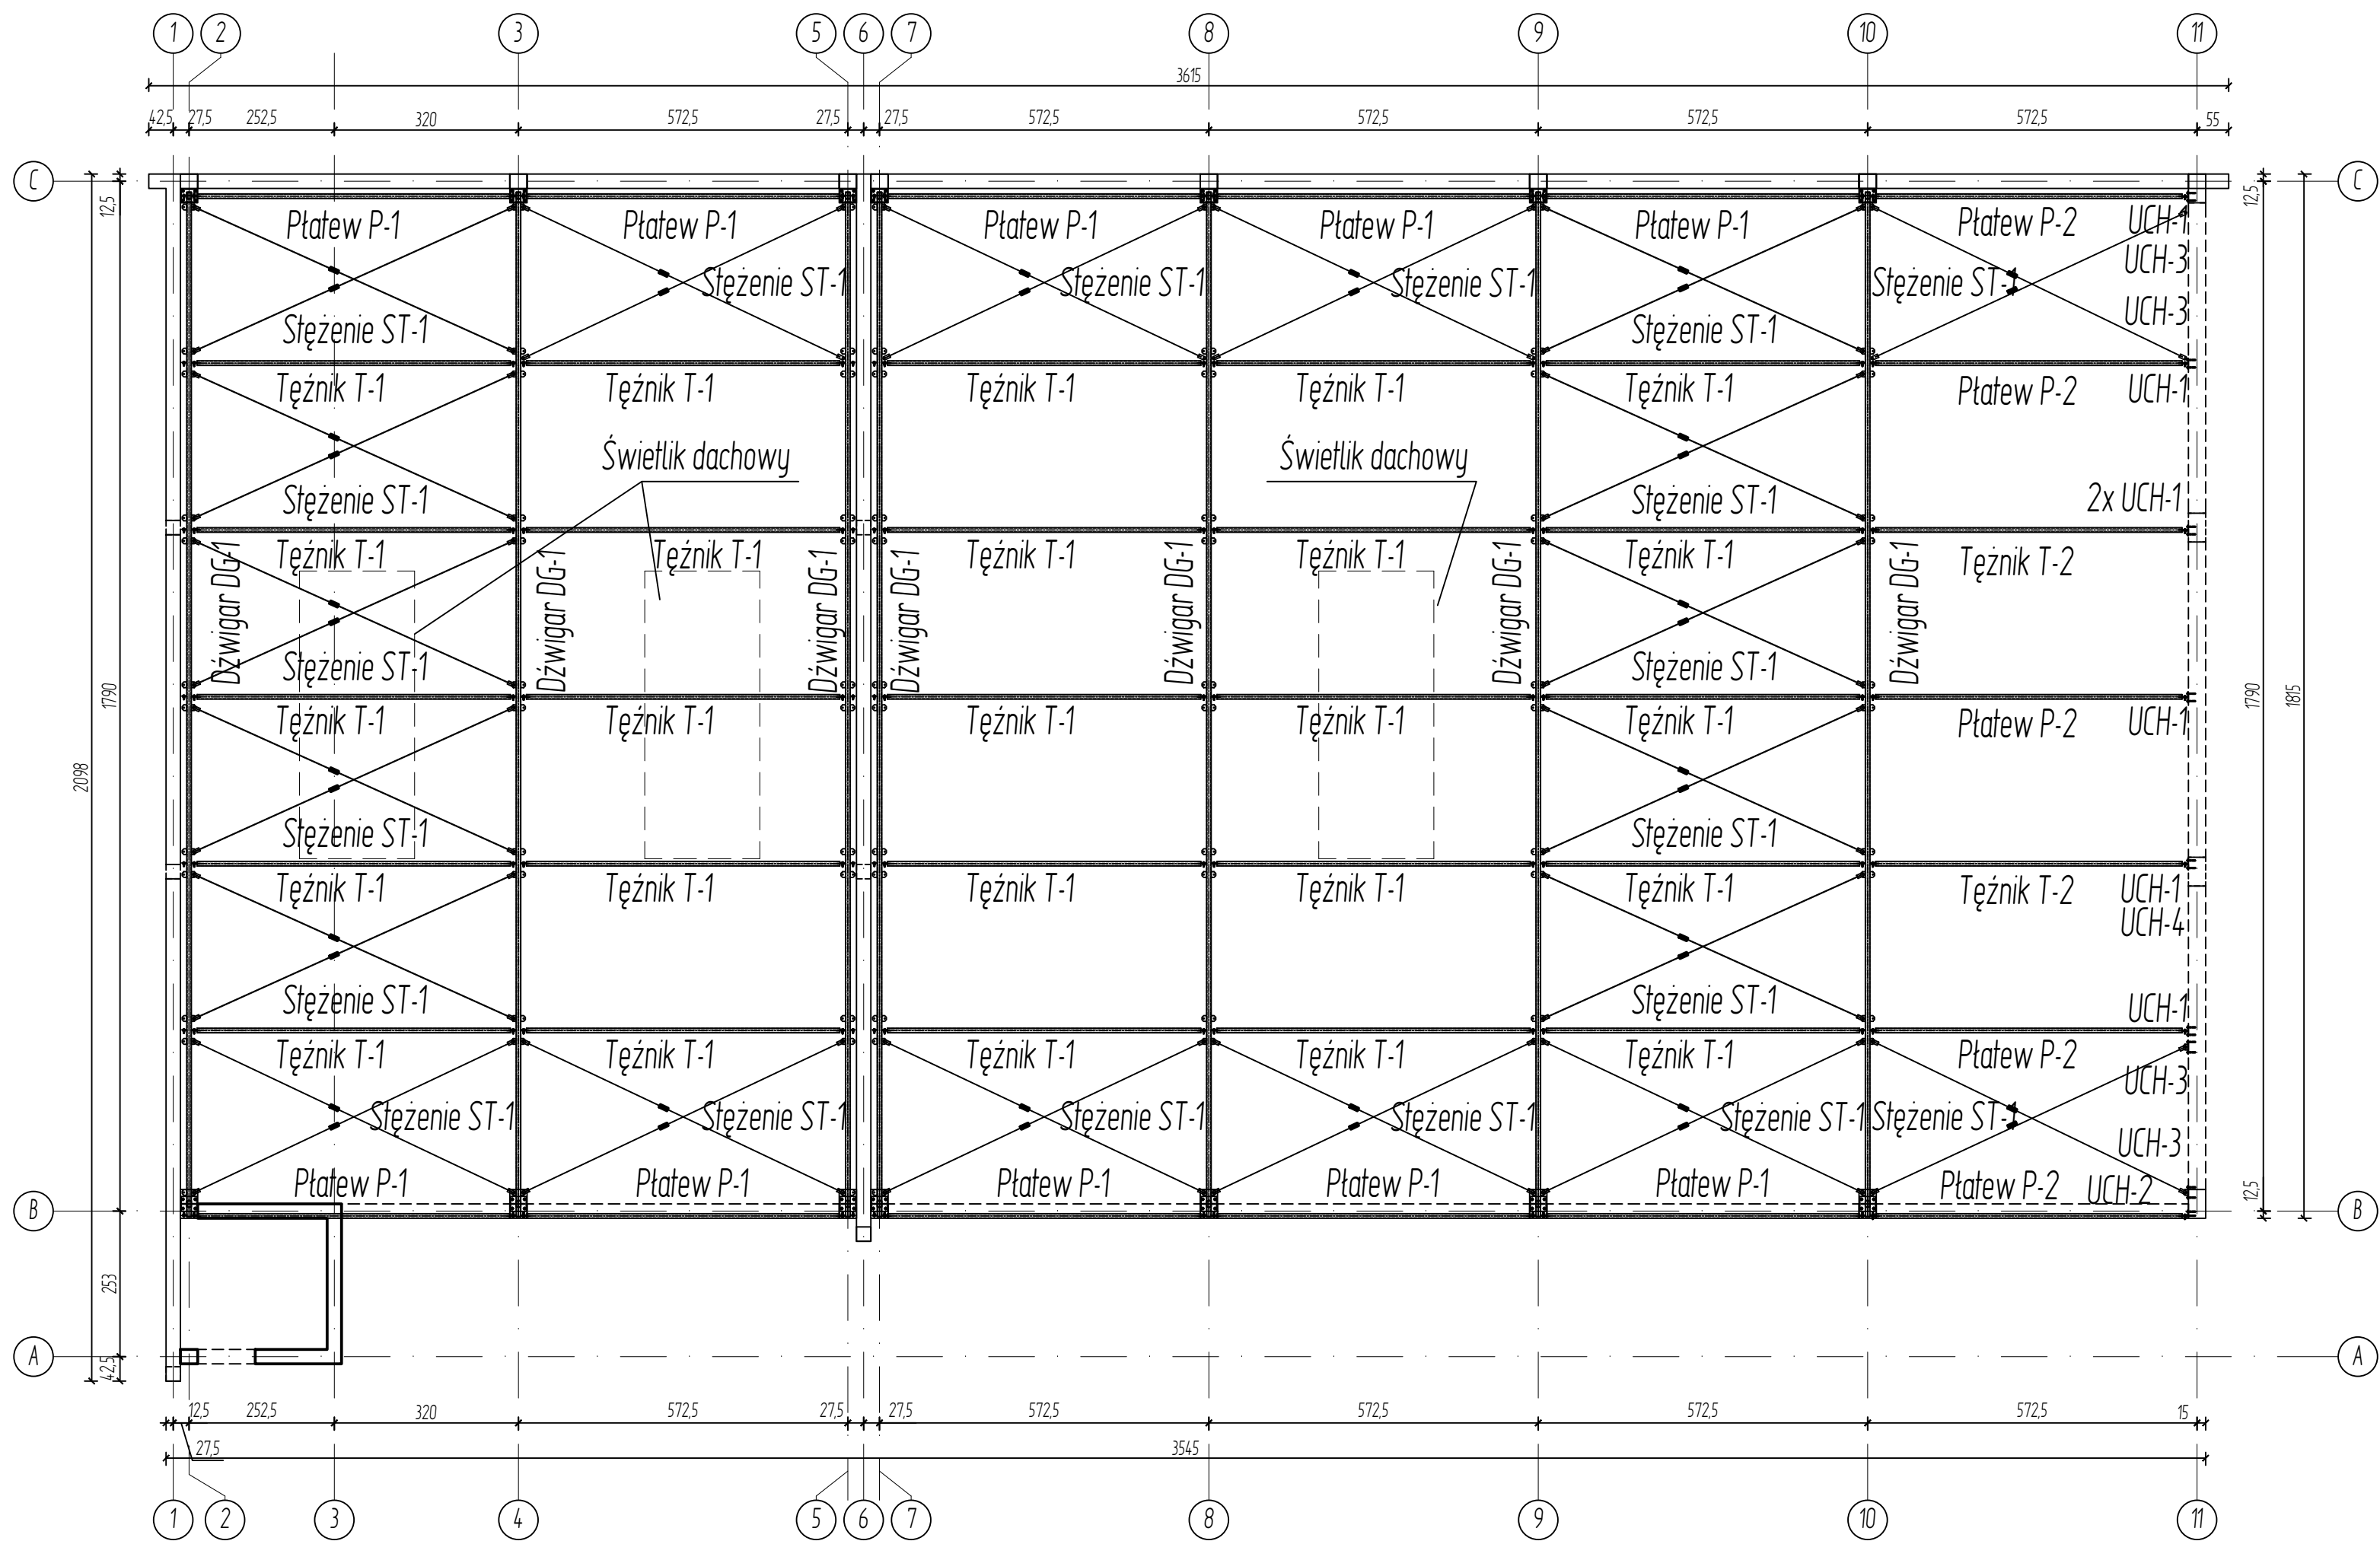 1 2 3 5 6 7 8 9 10 11
3615
42,5 27,5 252,5 320 572,5 27,5 27,5 572,5 572,5 572,5 572,5 55
C C
12,5 12,5
Płatew P-1 Płatew P-1 Płatew P-1 Płatew P-1 Płatew P-1 Płatew P-2 UCH-1
UCH-3
Stężenie ST-1 Stężenie ST-1 Stężenie ST-1 Stężenie ST-1
UCH-3
Stężenie ST-1 Stężenie ST-1
Tężnik T-1 Tężnik T-1 Tężnik T-1 Tężnik T-1 Tężnik T-1 Płatew P-2 UCH-1
Świetlik dachowy Świetlik dachowy
Stężenie ST-1 Stężenie ST-1 2x UCH-1
Tężnik T-1 Tężnik T-1 Tężnik T-1 Tężnik T-1 Tężnik T-1 Tężnik T-2
Dźwigar DG-1 Dźwigar DG-1 Dźwigar DG-1 Dźwigar DG-1 Dźwigar DG-1 Dźwigar DG-1 Dźwigar DG-1
Stężenie ST-1 Stężenie ST-1
1790 1790 1815
Tężnik T-1 Tężnik T-1 Tężnik T-1 Tężnik T-1 Tężnik T-1 Płatew P-2 UCH-1
2098
Stężenie ST-1 Stężenie ST-1
Tężnik T-1 Tężnik T-1 Tężnik T-1 Tężnik T-1 Tężnik T-1 Tężnik T-2 UCH-1
UCH-4
Stężenie ST-1 Stężenie ST-1 UCH-1
Tężnik T-1 Tężnik T-1 Tężnik T-1 Tężnik T-1 Tężnik T-1 Płatew P-2
UCH-3
Stężenie ST-1 Stężenie ST-1 Stężenie ST-1 Stężenie ST-1 Stężenie ST-1 Stężenie ST-1
UCH-3
Płatew P-1 Płatew P-1 Płatew P-1 Płatew P-1 Płatew P-1 Płatew P-2 UCH-2
12,5
B B
253
A A
42,5
12,5 252,5 320 572,5 27,5 27,5 572,5 572,5 572,5 572,5 15
27,5 3545
1 2 3 4 5 6 7 8 9 10 11